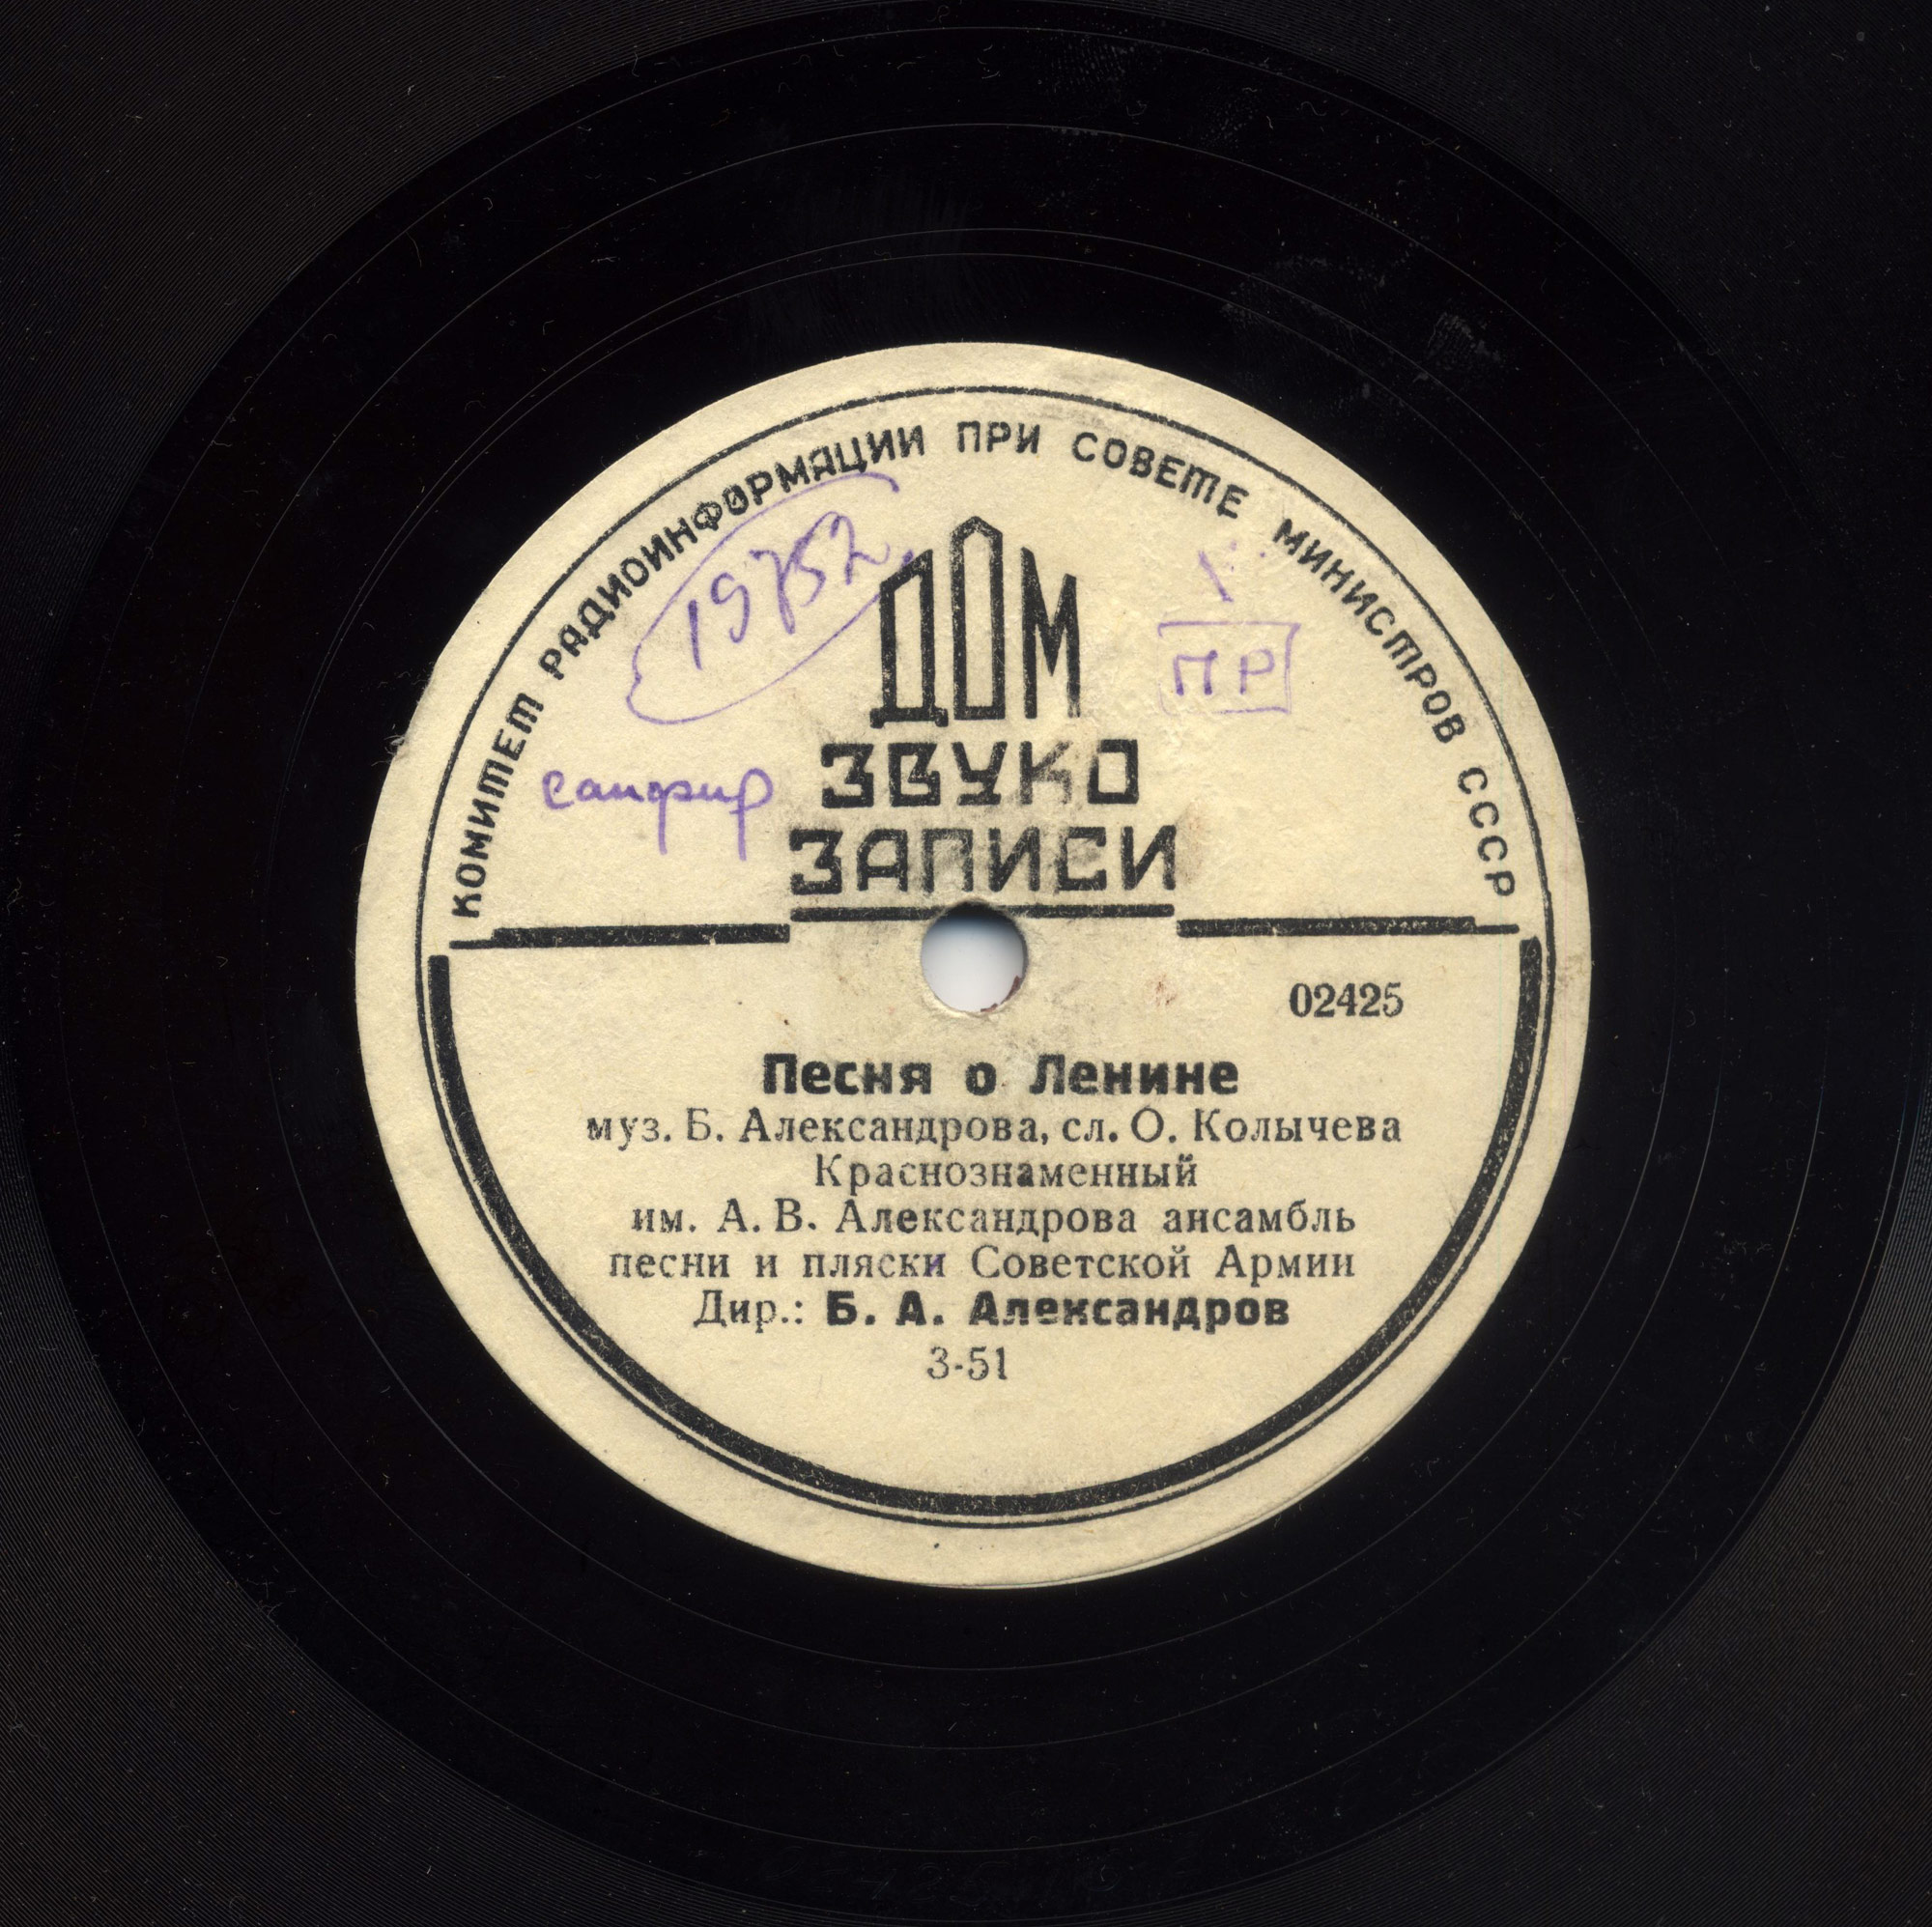 КОМИТЕТ РАДИОИНФОРМАЦИИ ПРИ СОВЕТЕ МИНИСТРОВ СССР
19752
ДОМ
ПР
ЗВУКО
сапфир
ЗАПИСИ
02425
Песня о Ленине
муз. Б. Александрова, сл. О. Колычева
Краснознаменный
им. А. В. Александрова ансамбль
песни и пляски Советской Армии
Дир.: Б. А. Александров
3-51